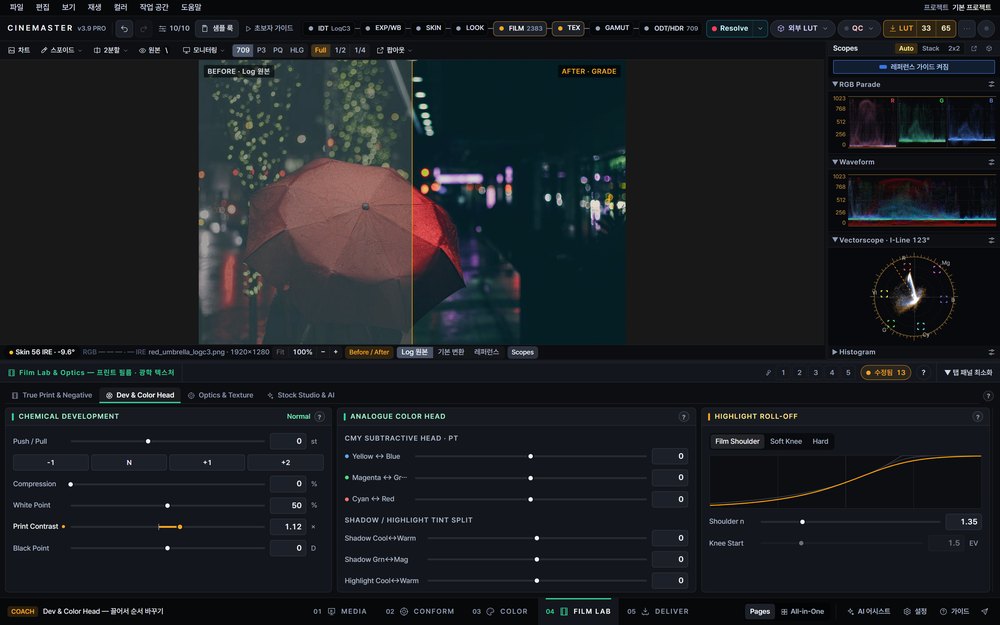 파일 편집 보기 재생 컬러 작업 공간 도움말 프로젝트 기본 프로젝트
CINEMASTER v3.9 PRO 10/10 샘플 룩 초보자 가이드 IDT LogC3 EXP/WB SKIN LOOK FILM 2383 TEX GAMUT ODT/HDR 709 Resolve 외부 LUT QC LUT 33 65
차트 스포이드 2분할 원본 모니터링 709 P3 PQ HLG Full 1/2 1/4 팝아웃
Scopes Auto Stack 2x2
레퍼런스 가이드 켜짐
BEFORE · Log 원본
AFTER · GRADE
RGB Parade
1023 R G B
768
512
256
0
Waveform
1023
768
512
256
0
Vectorscope · I-Line 123°
R Mg
Yl B
G Cy
Histogram
Skin 56 IRE · -9.6° RGB — — — IRE red_umbrella_logc3.png · 1920×1280 Fit 100% − + Before / After Log 원본 기본 변환 레퍼런스 Scopes
Film Lab & Optics — 프린트 필름 · 광학 텍스처 1 2 3 4 5 수정됨 13 ? ▼ 탭 패널 최소화
True Print & Negative Dev & Color Head Optics & Texture Stock Studio & AI ?
CHEMICAL DEVELOPMENT Normal ?
Push / Pull 0 st
-1 N +1 +2
Compression 0 %
White Point 50 %
Print Contrast 1.12 ×
Black Point 0 D
ANALOGUE COLOR HEAD ?
CMY SUBTRACTIVE HEAD · PT
Yellow ↔ Blue 0
Magenta ↔ Gr··· 0
Cyan ↔ Red 0
SHADOW / HIGHLIGHT TINT SPLIT
Shadow Cool↔Warm 0
Shadow Grn↔Mag 0
Highlight Cool↔Warm 0
HIGHLIGHT ROLL-OFF ?
Film Shoulder Soft Knee Hard
Shoulder n 1.35
Knee Start 1.5 EV
COACH Dev & Color Head — 끌어서 순서 바꾸기 01 MEDIA 02 CONFORM 03 COLOR 04 FILM LAB 05 DELIVER Pages All-in-One AI 어시스트 설정 가이드